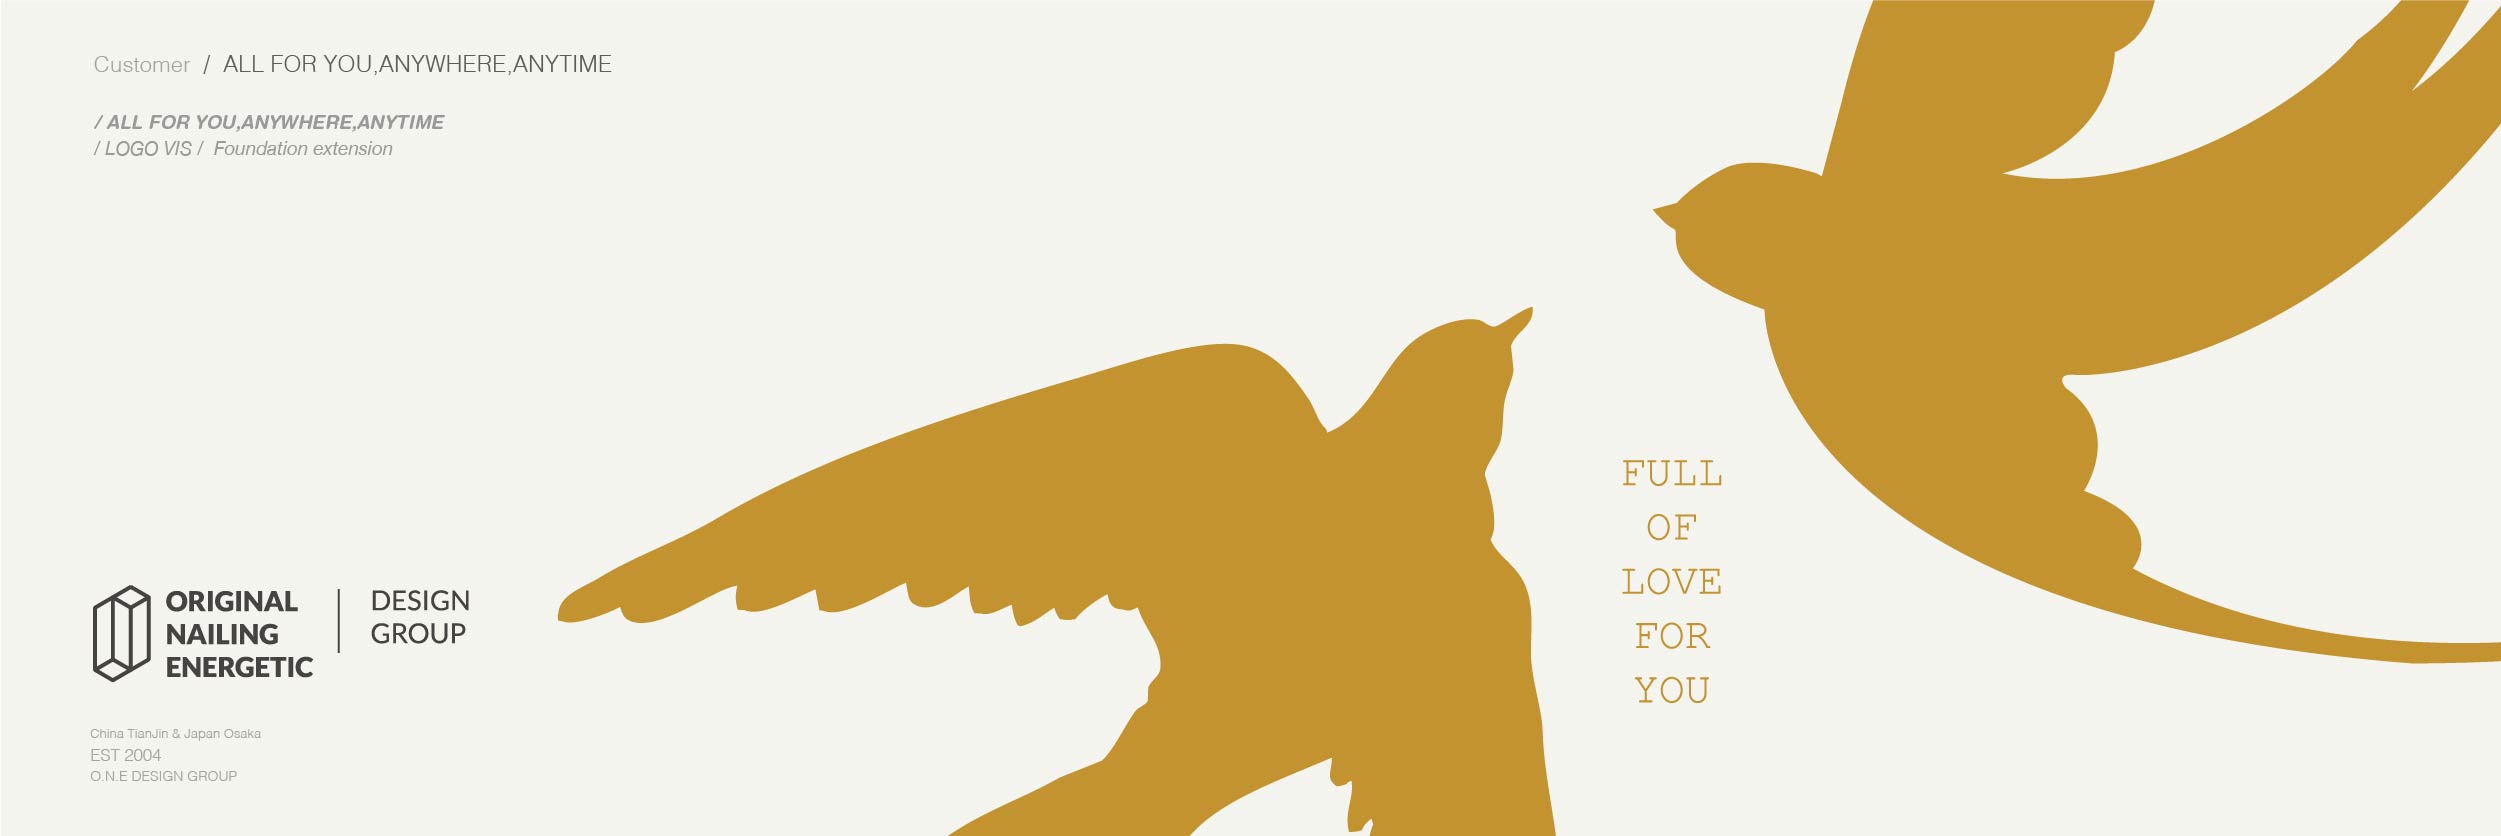 Customer / ALL FOR YOU,ANYWHERE,ANYTIME
/ ALL FOR YOU,ANYWHERE,ANYTIME
/ LOGO VIS / Foundation extension
FULL
OF
LOVE
FOR
YOU
ORIGINAL
NAILING
ENERGETIC
DESIGN
GROUP
China TianJin & Japan Osaka
EST 2004
O.N.E DESIGN GROUP